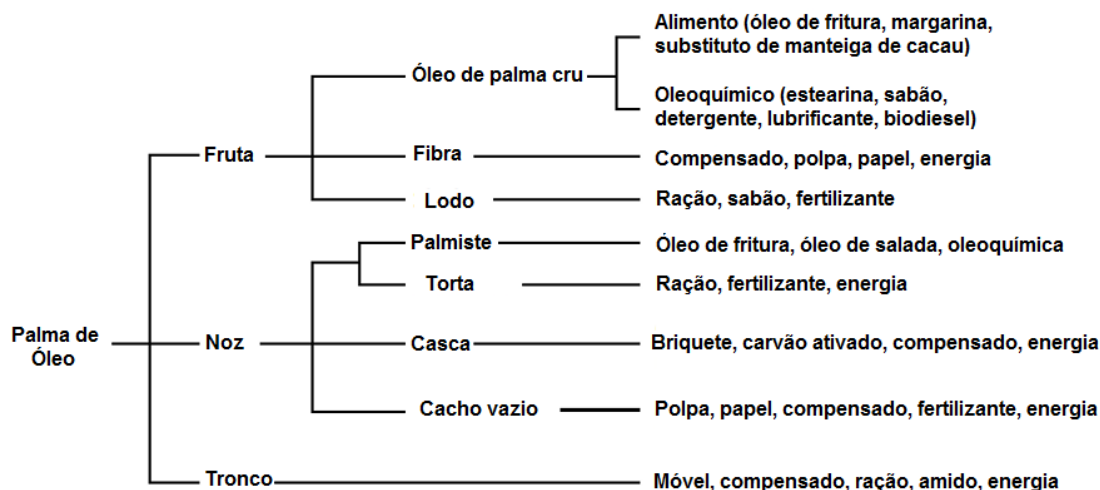 Alimento (óleo de fritura, margarina,
substituto de manteiga de cacau)
Óleo de palma cru
Oleoquímico (estearina, sabão,
detergente, lubrificante, biodiesel)
Fruta
Fibra
Compensado, polpa, papel, energia
Lodo
Ração, sabão, fertilizante
Palmiste
Óleo de fritura, óleo de salada, oleoquímica
Torta
Ração, fertilizante, energia
Palma de
Óleo
Noz
Casca
Briquete, carvão ativado, compensado, energia
Cacho vazio
Polpa, papel, compensado, fertilizante, energia
Tronco
Móvel, compensado, ração, amido, energia